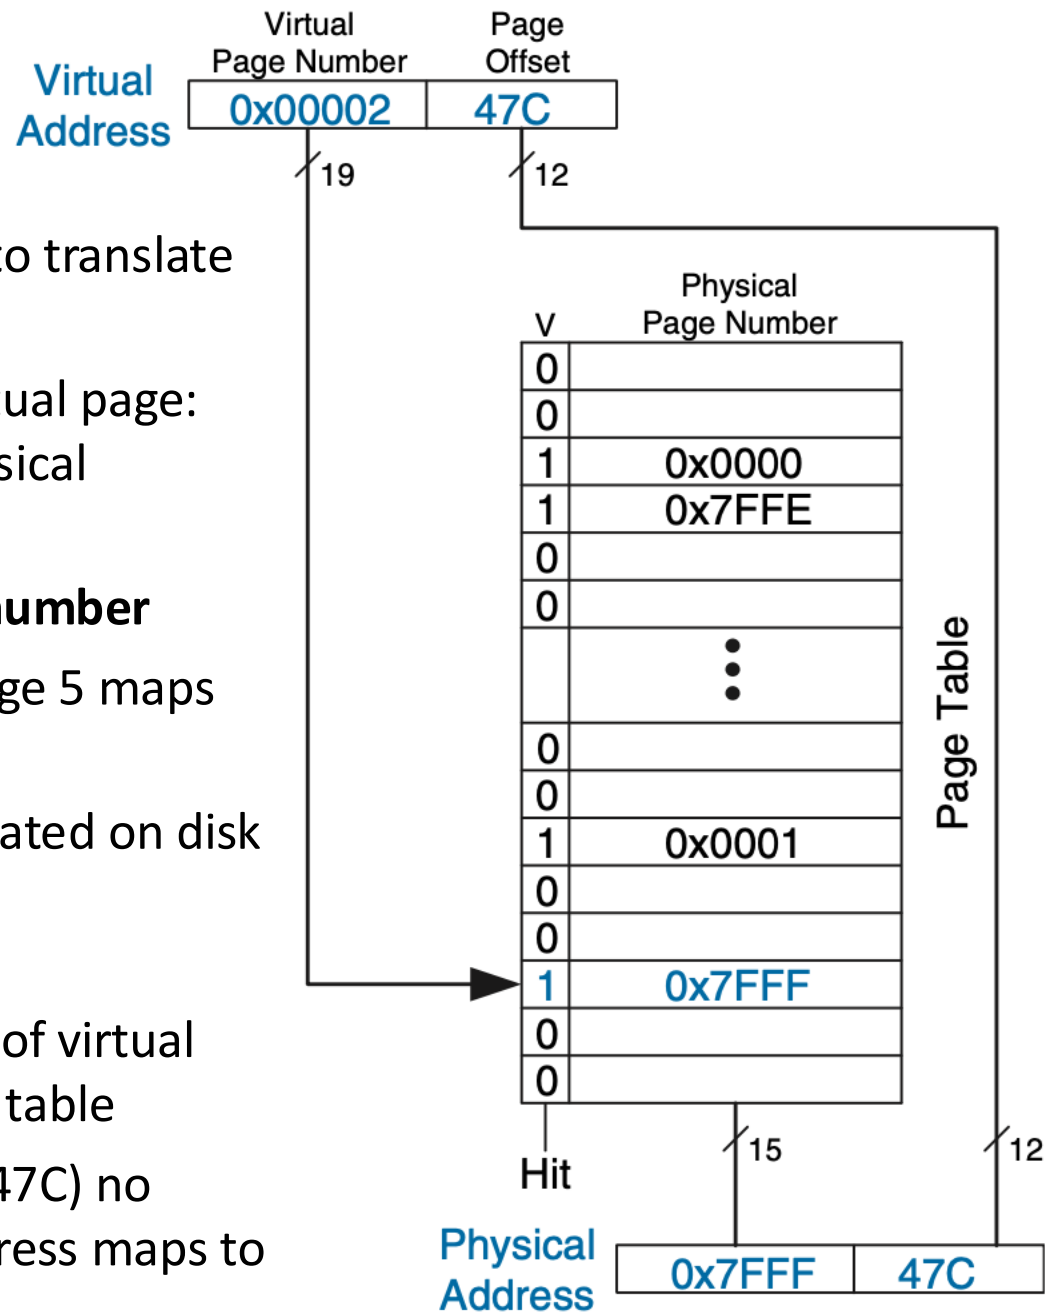 Virtual Page Number
Page Offset
Virtual Address
0x00002 47C
19 12
to translate
Physical Page Number
V
0
tual page:
0
sical
1 0x0000
1 0x7FFE
0
number
0
ge 5 maps
Page Table
0
0
ated on disk
1 0x0001
0
0
1 0x7FFF
of virtual
0
table
0
15 12
Hit
47C) no
ress maps to
Physical Address
0x7FFF 47C